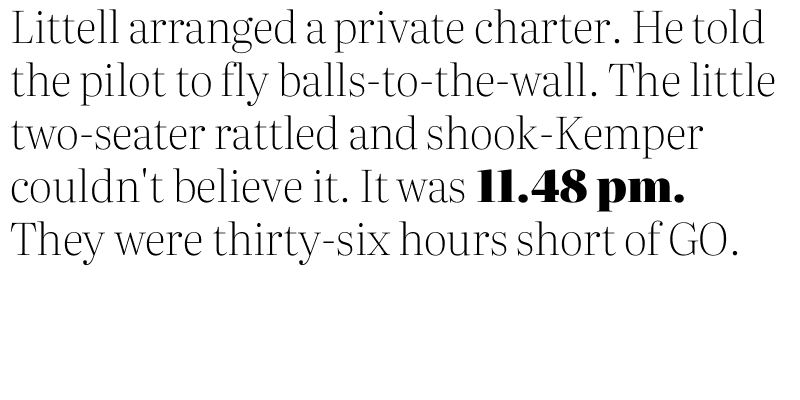 Littell arranged a private charter. He told
the pilot to fly balls-to-the-wall. The little
two-seater rattled and shook-Kemper
couldn't believe it. It was 11.48 pm.
They were thirty-six hours short of GO.